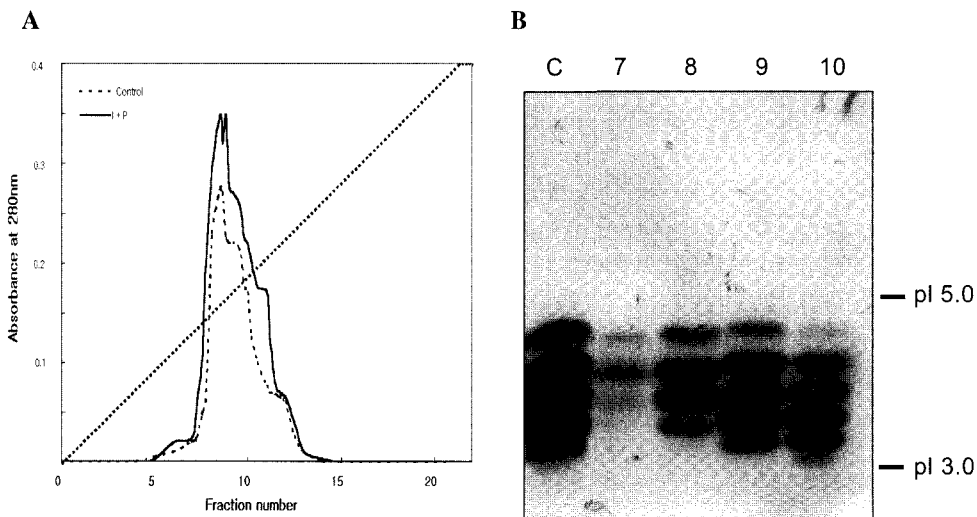 A
0.4
0.3
0.2
0.1
Control
I + P
Absorbance at 280nm
0
5
10
15
20
Fraction number
B
C 7 8 9 10
pI 5.0
pI 3.0